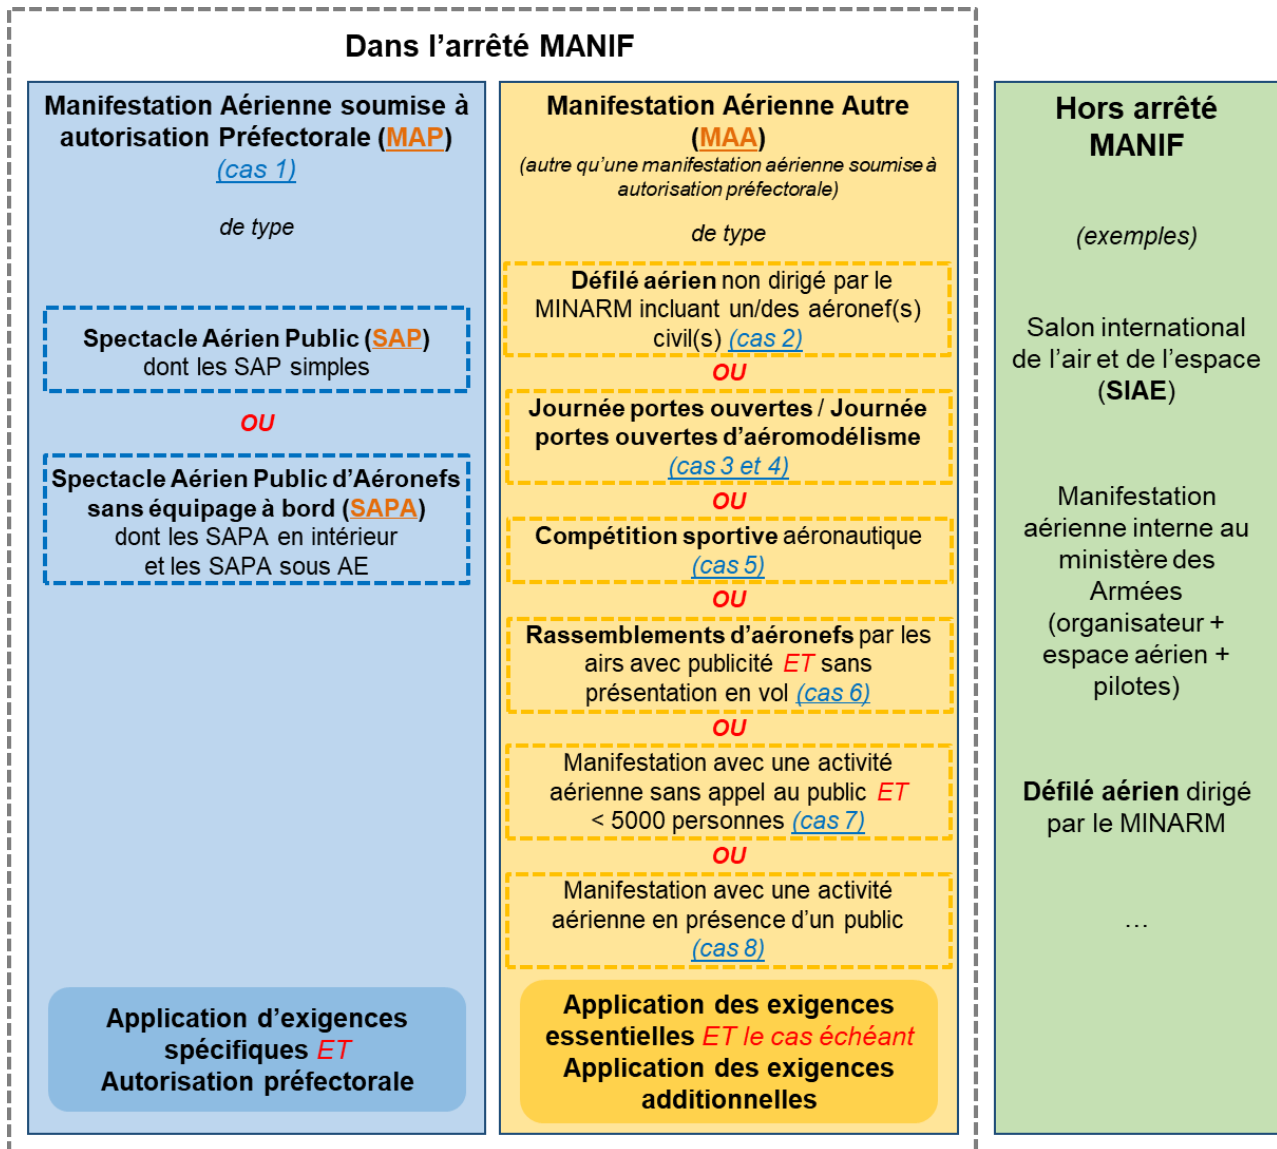 Dans l’arrêté MANIF
Manifestation Aérienne soumise à
autorisation Préfectorale (MAP)
(cas 1)
de type
Spectacle Aérien Public (SAP)
dont les SAP simples
OU
Spectacle Aérien Public d’Aéronefs
sans équipage à bord (SAPA)
dont les SAPA en intérieur
et les SAPA sous AE
Application d’exigences
spécifiques ET
Autorisation préfectorale
Manifestation Aérienne Autre
(MAA)
(autre qu’une manifestation aérienne soumise à
autorisation préfectorale)
de type
Défilé aérien non dirigé par le
MINARM incluant un/des aéronef(s)
civil(s) (cas 2)
OU
Journée portes ouvertes / Journée
portes ouvertes d’aéromodélisme
(cas 3 et 4)
OU
Compétition sportive aéronautique
(cas 5)
OU
Rassemblements d’aéronefs par les
airs avec publicité ET sans
présentation en vol (cas 6)
OU
Manifestation avec une activité
aérienne sans appel au public ET
< 5000 personnes (cas 7)
OU
Manifestation avec une activité
aérienne en présence d’un public
(cas 8)
Application des exigences
essentielles ET le cas échéant
Application des exigences
additionnelles
Hors arrêté
MANIF
(exemples)
Salon international
de l’air et de l’espace
(SIAE)
Manifestation
aérienne interne au
ministère des
Armées
(organisateur +
espace aérien +
pilotes)
Défilé aérien dirigé
par le MINARM
…